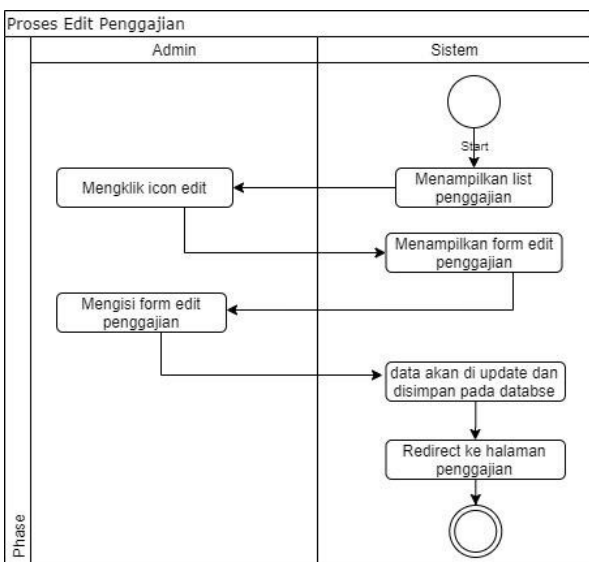 Proses Edit Penggajian
Admin
Sistem
Start
Menampilkan list
penggajian
Mengklik icon edit
Menampilkan form edit
penggajian
Mengisi form edit
penggajian
data akan di update dan
disimpan pada databse
Redirect ke halaman
penggajian
Phase